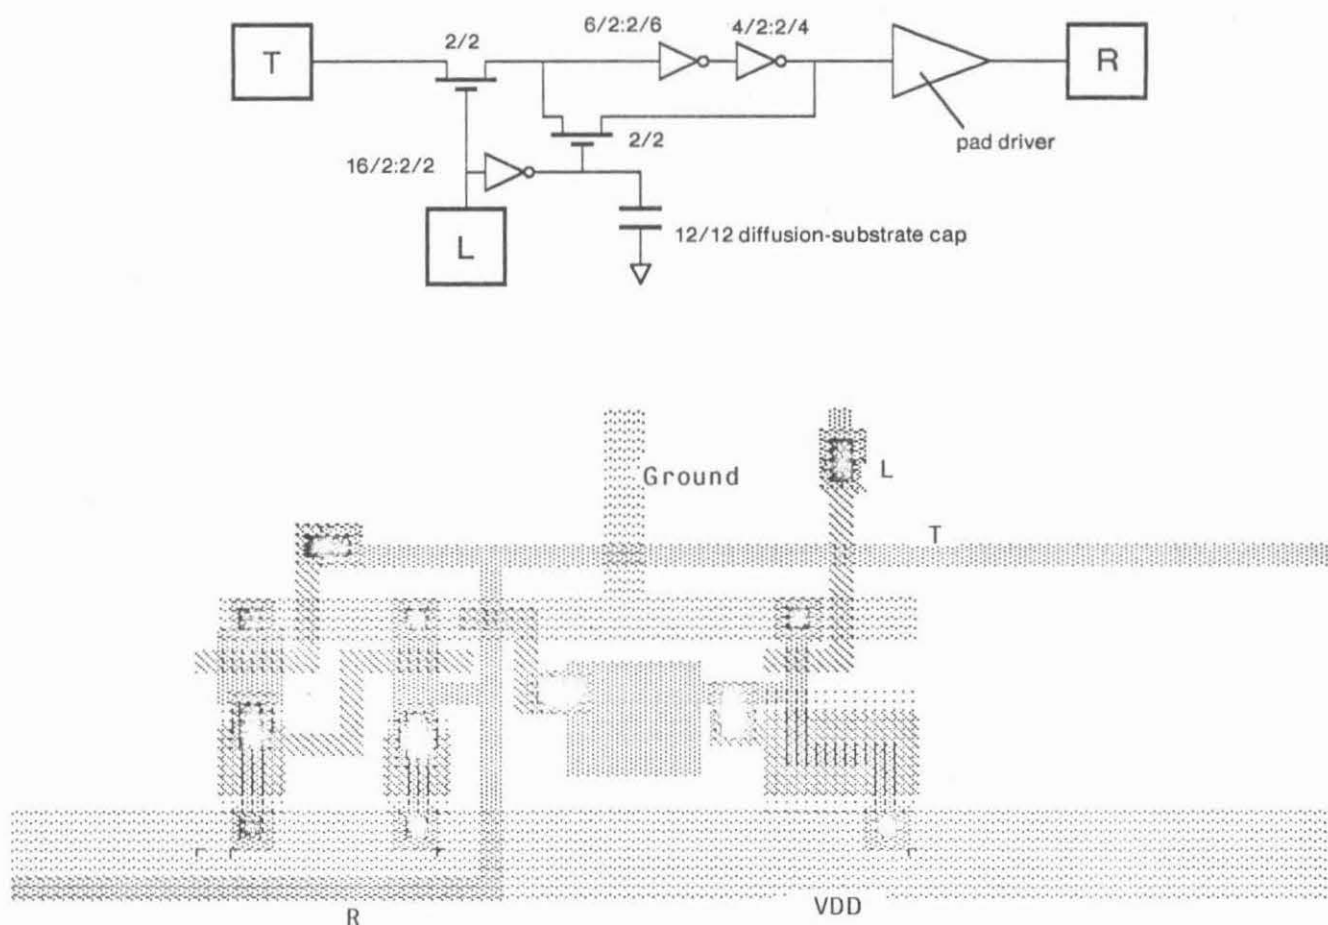 6/2:2/6
4/2:2/4
2/2
T
R
2/2
pad driver
16/2:2/2
L
12/12 diffusion-substrate cap
Ground
L
T
R
VDD